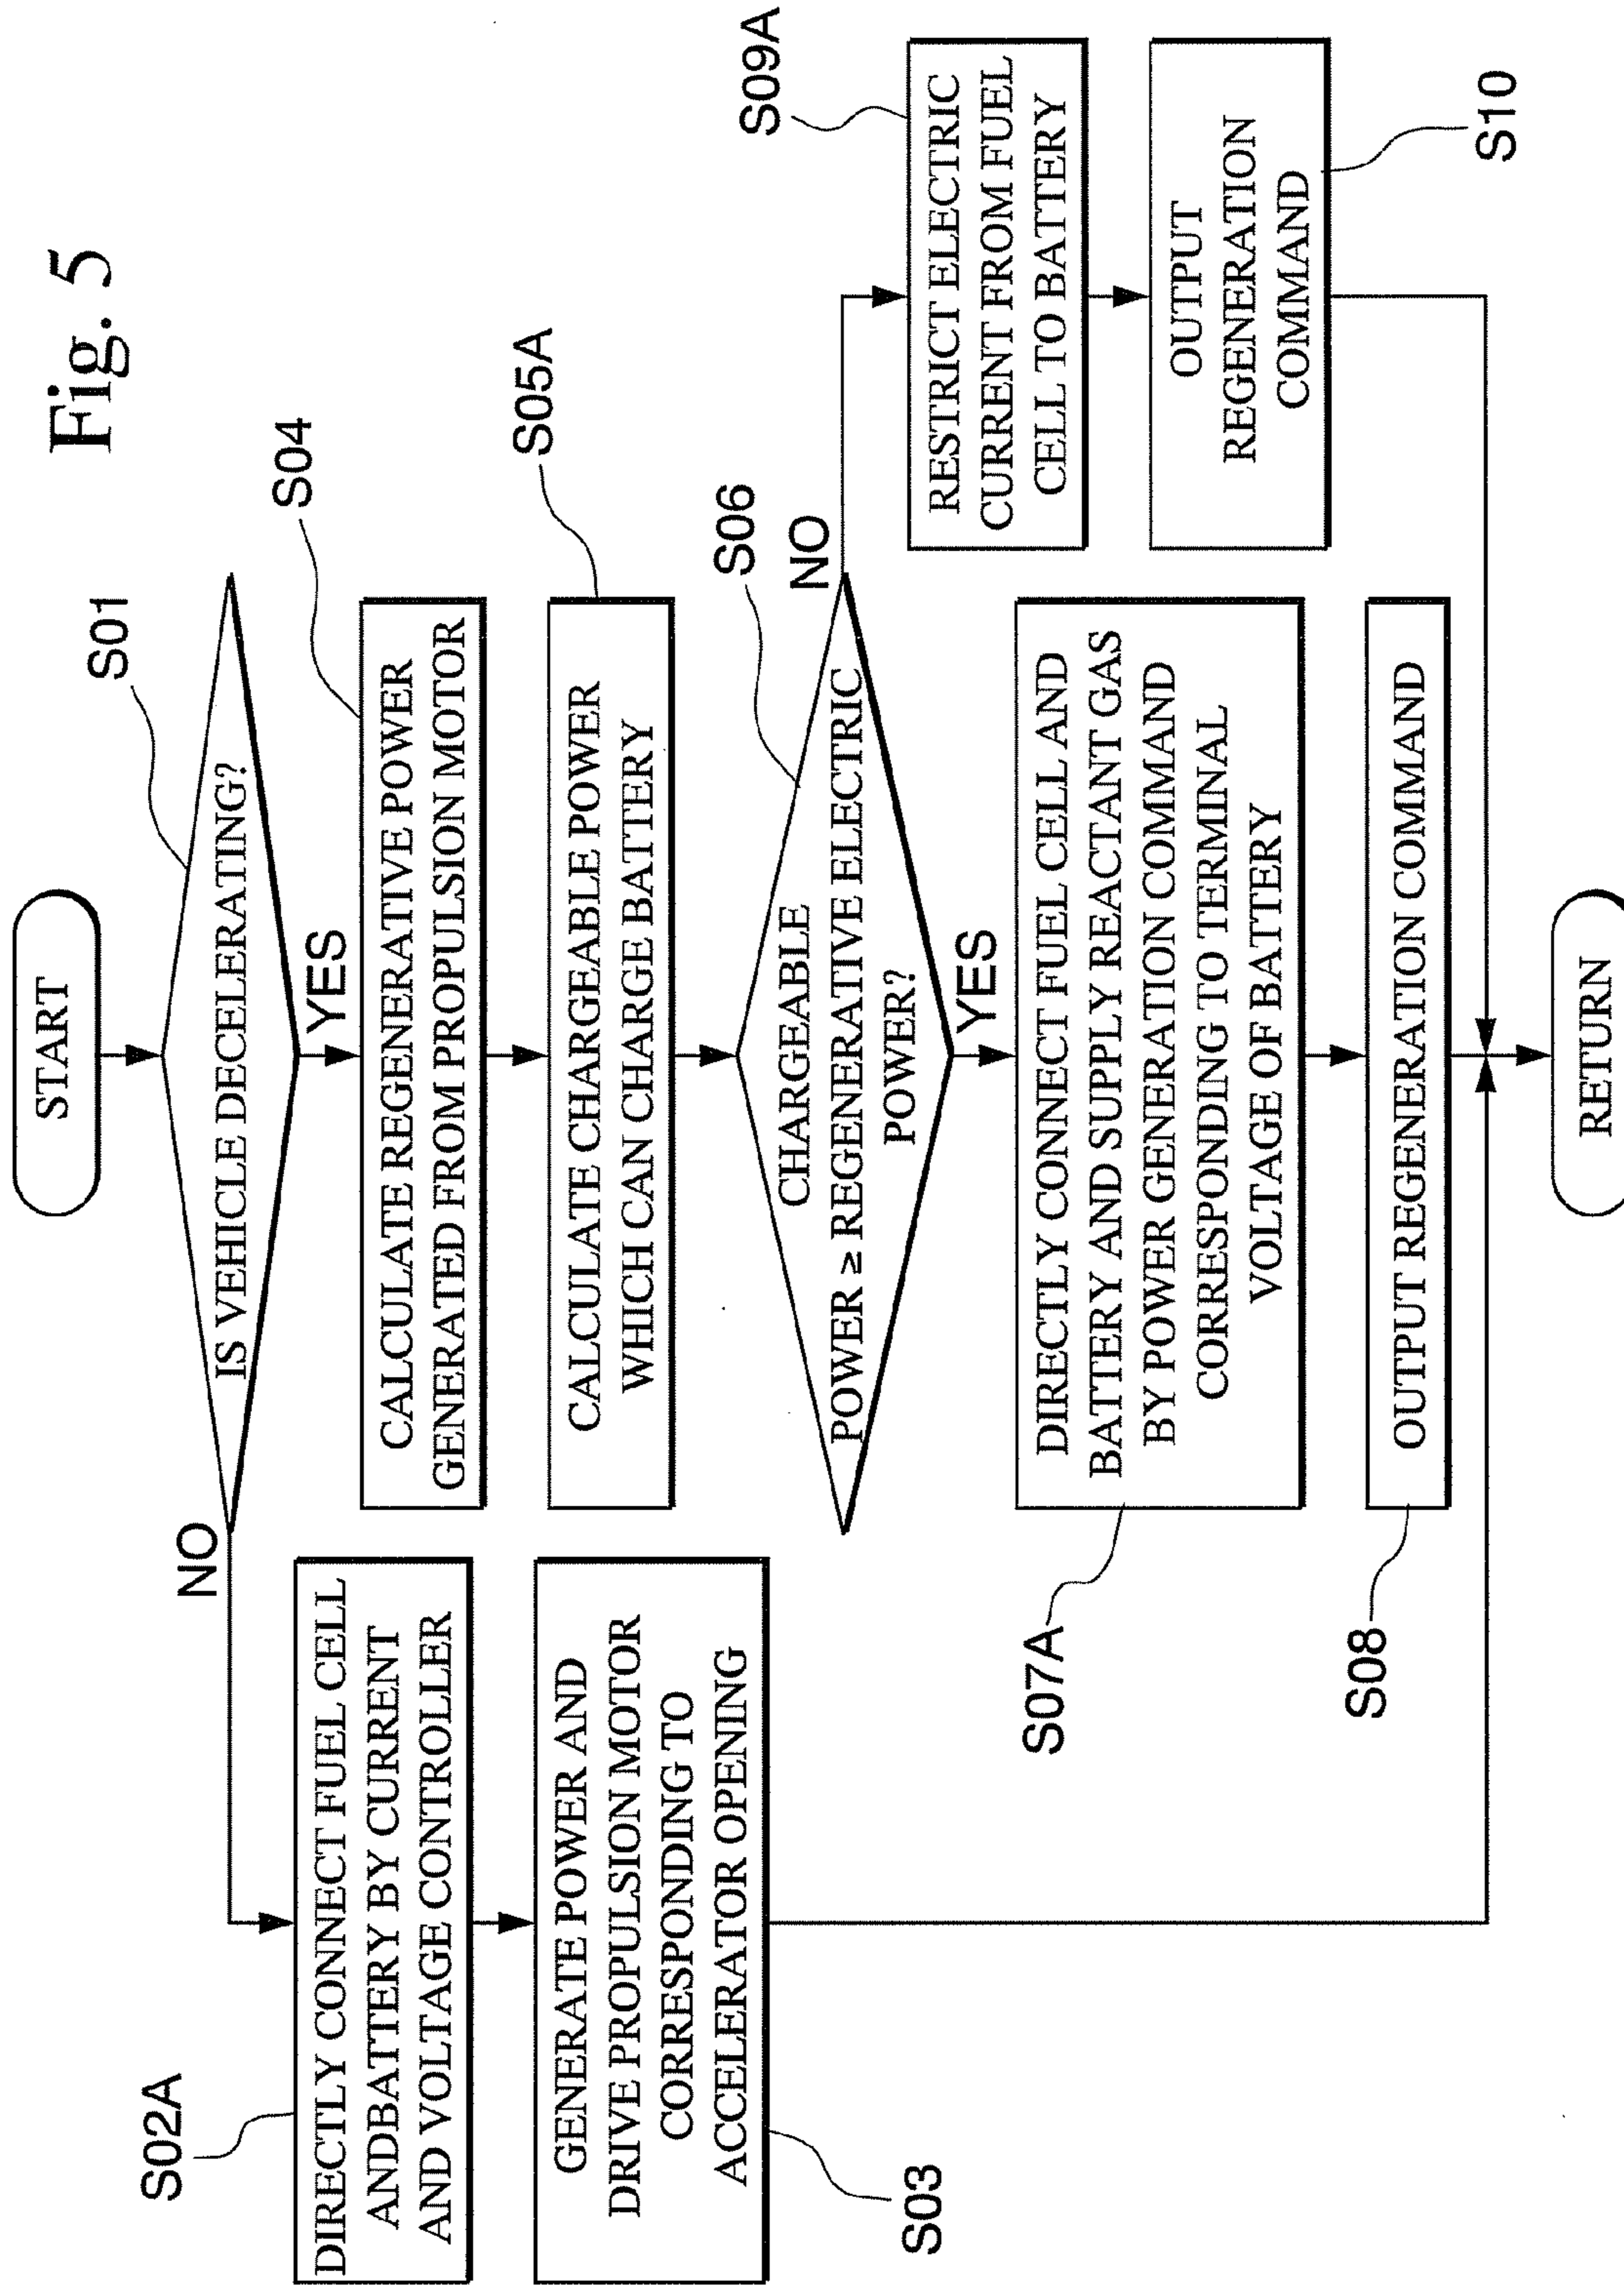 Fig. 5
START
S01
IS VEHICLE DECELERATING?
NO
YES
S02A
DIRECTLY CONNECT FUEL CELL
ANDBATTERY BY CURRENT
AND VOLTAGE CONTROLLER
GENERATE POWER AND
DRIVE PROPULSION MOTOR
CORRESPONDING TO
ACCELERATOR OPENING
S03
S04
CALCULATE REGENERATIVE POWER
GENERATED FROM PROPULSION MOTOR
S05A
CALCULATE CHARGEABLE POWER
WHICH CAN CHARGE BATTERY
S06
CHARGEABLE
POWER ≥ REGENERATIVE ELECTRIC
POWER?
NO
YES
S07A
DIRECTLY CONNECT FUEL CELL AND
BATTERY AND SUPPLY REACTANT GAS
BY POWER GENERATION COMMAND
CORRESPONDING TO TERMINAL
VOLTAGE OF BATTERY
S08
OUTPUT REGENERATION COMMAND
S09A
RESTRICT ELECTRIC
CURRENT FROM FUEL
CELL TO BATTERY
OUTPUT
REGENERATION
COMMAND
S10
RETURN